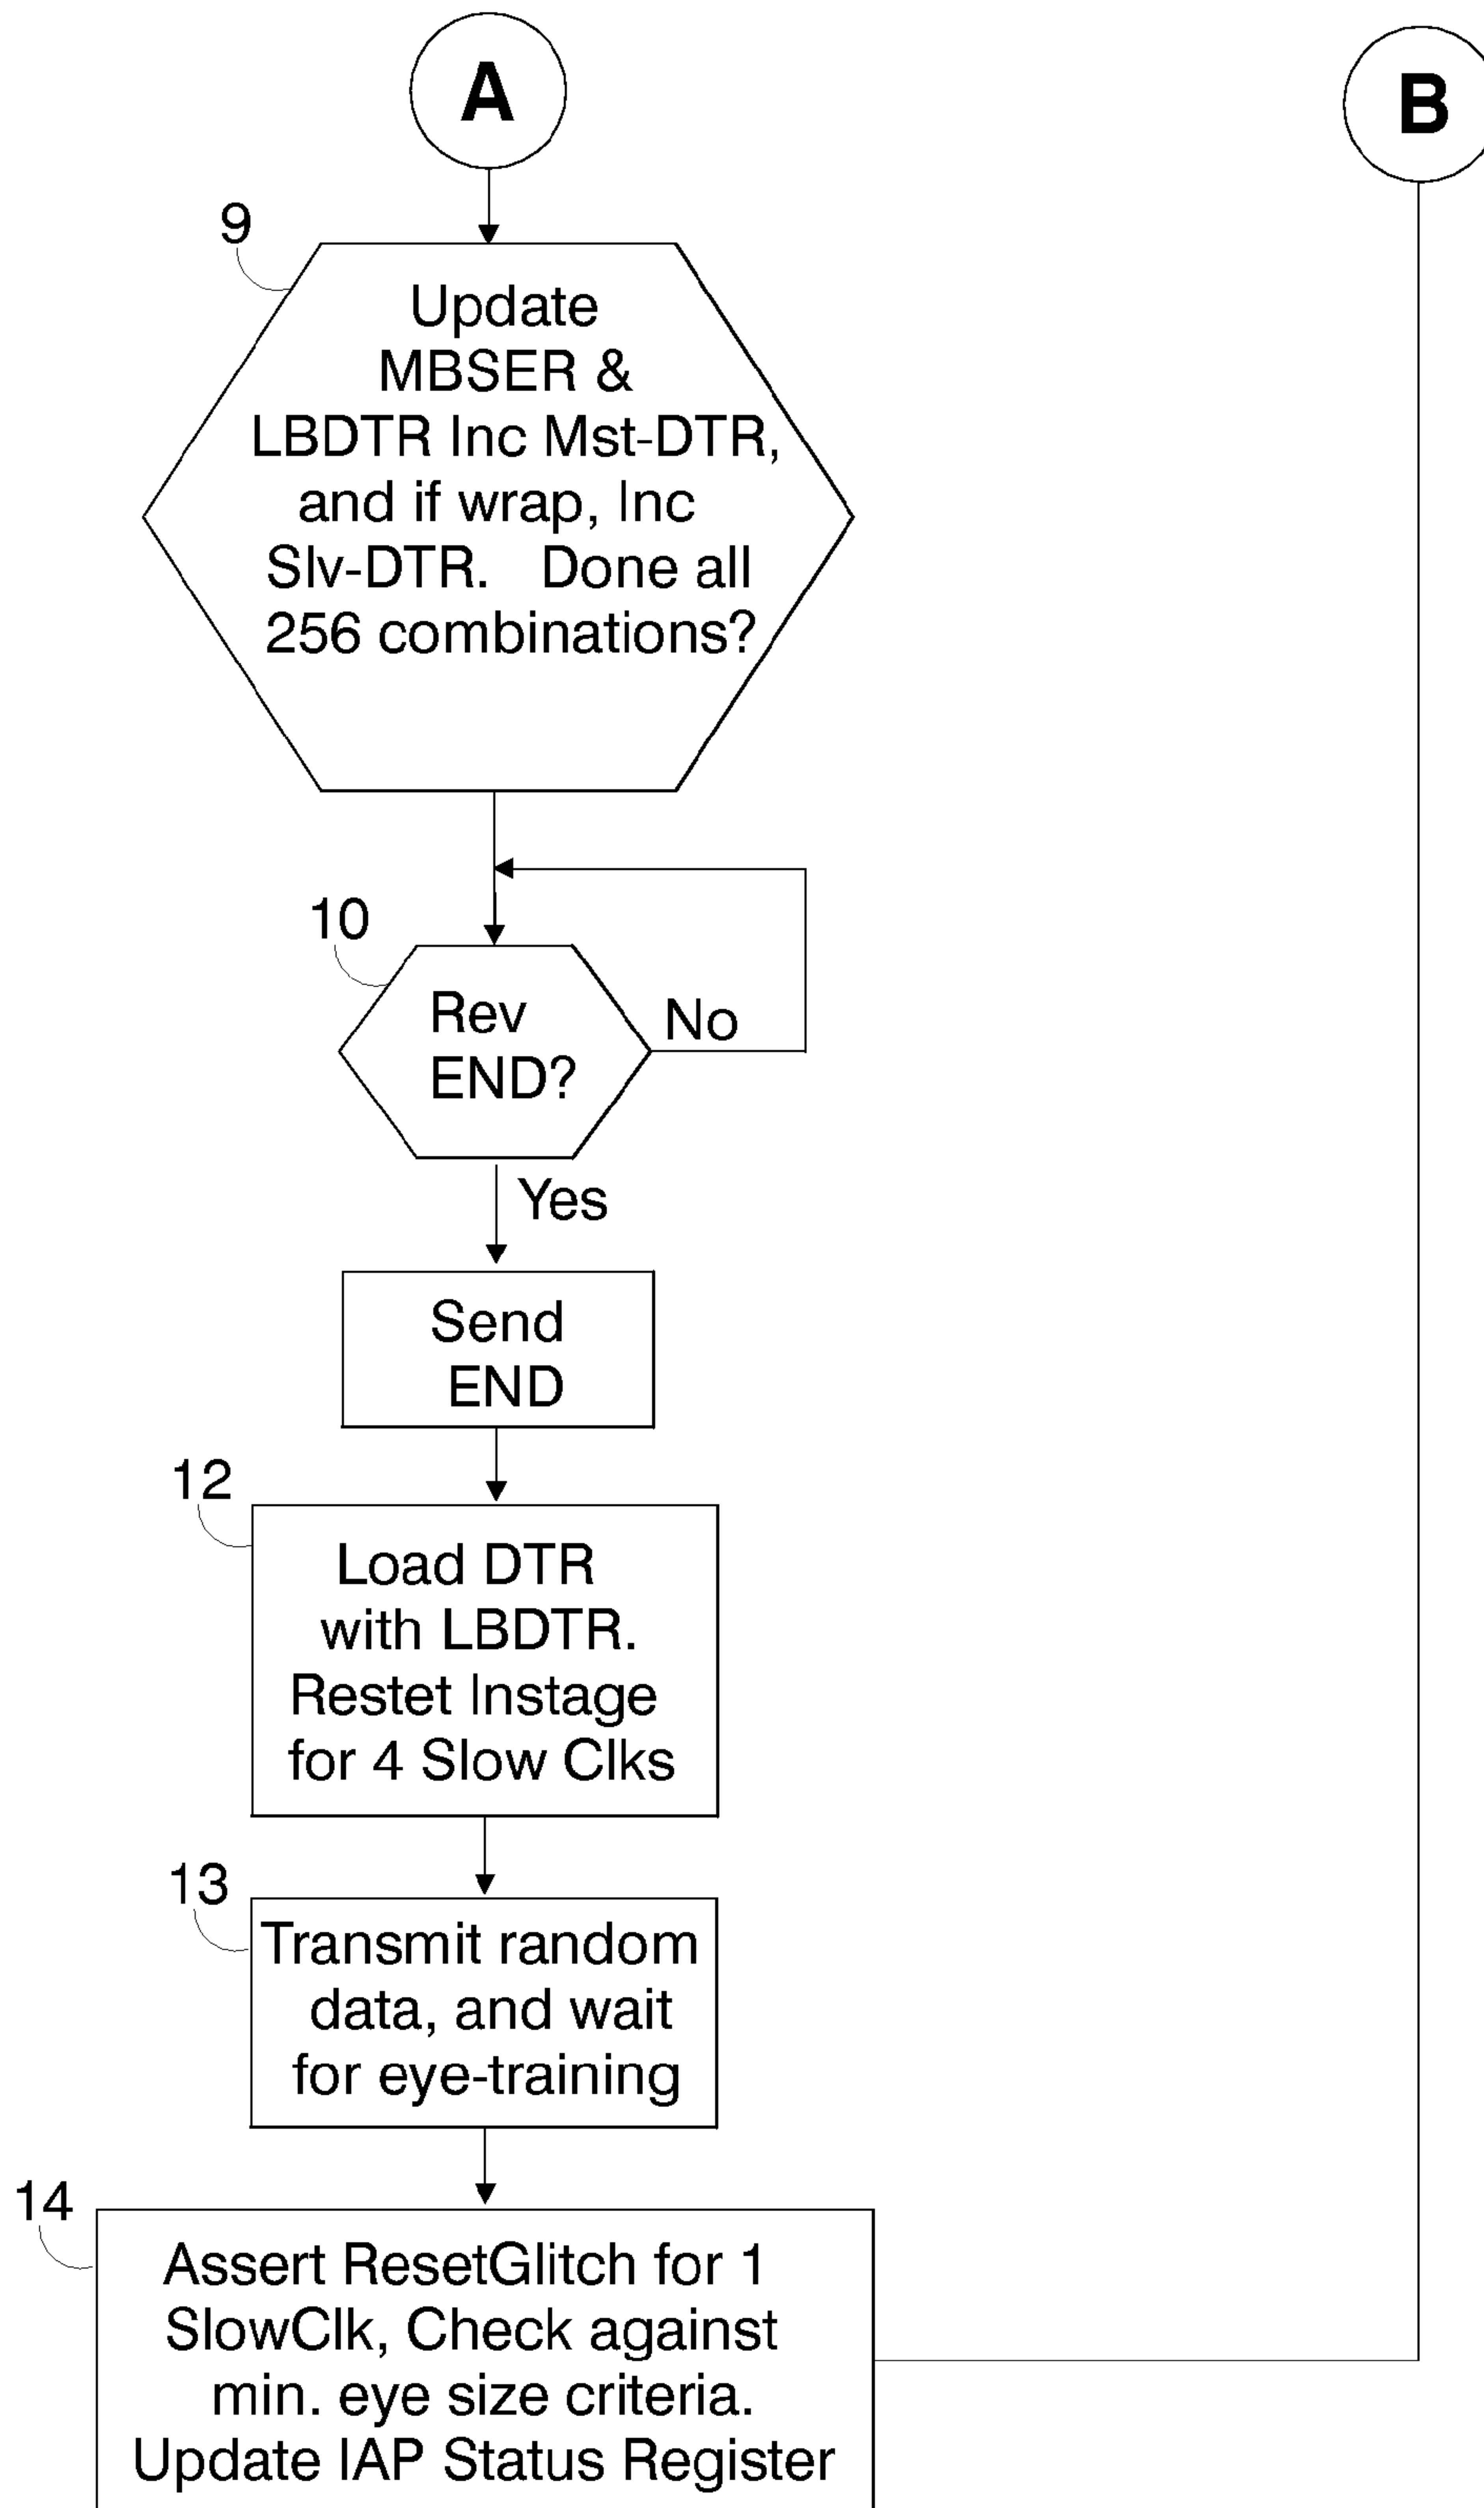 A
B
9
Update
MBSER &
LBDTR Inc Mst-DTR,
and if wrap, Inc
Slv-DTR. Done all
256 combinations?
10
Rev
END?
No
Yes
Send
END
12
Load DTR
with LBDTR.
Restet Instage
for 4 Slow Clks
13
Transmit random
data, and wait
for eye-training
14
Assert ResetGlitch for 1
SlowClk, Check against
min. eye size criteria.
Update IAP Status Register